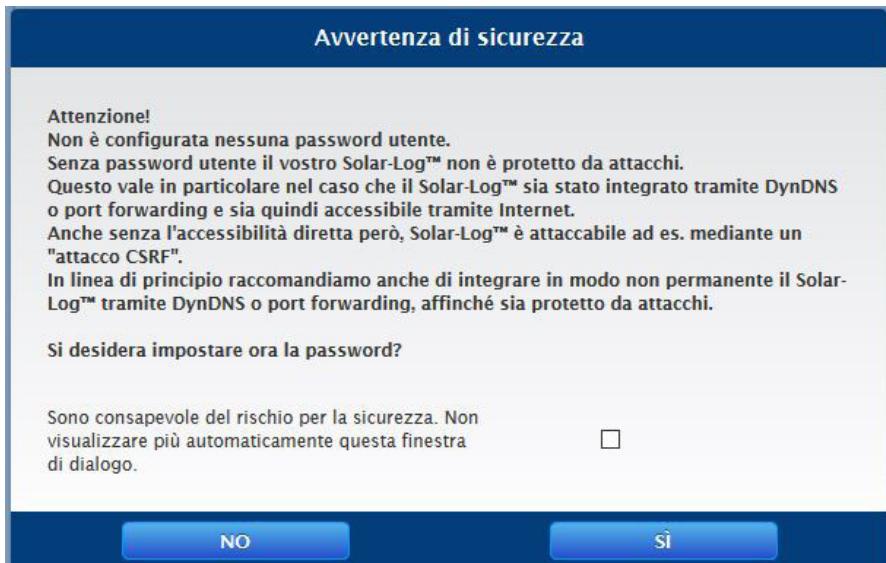 Avvertenza di sicurezza
Attenzione!
Non è configurata nessuna password utente.
Senza password utente il vostro Solar-Log™ non è protetto da attacchi.
Questo vale in particolare nel caso che il Solar-Log™ sia stato integrato tramite DynDNS
o port forwarding e sia quindi accessibile tramite Internet.
Anche senza l'accessibilità diretta però, Solar-Log™ è attaccabile ad es. mediante un
"attacco CSRF".
In linea di principio raccomandiamo anche di integrare in modo non permanente il Solar-
Log™ tramite DynDNS o port forwarding, affinché sia protetto da attacchi.
Si desidera impostare ora la password?
Sono consapevole del rischio per la sicurezza. Non
visualizzare più automaticamente questa finestra
di dialogo.
NO SÌ